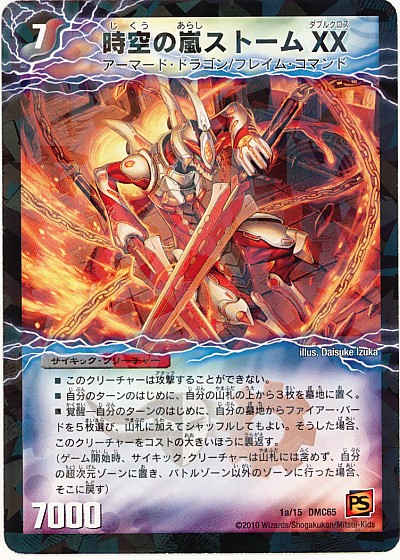 7
じくう あらし ダブルクロス
時空の嵐ストームXX
アーマード・ドラゴン/フレイム・コマンド
illus. Daisuke Izuka
サイキック・クリーチャー
■ このクリーチャーは攻撃することができない。
■ 自分のターンのはじめに、自分の山札の上から3枚を墓地に置く。
■ 覚醒-自分のターンのはじめに、自分の墓地からファイアー・バー
ドを5枚選び、山札に加えてシャッフルしてもよい。そうした場合、
このクリーチャーをコストの大きいほうに裏返す。
(ゲーム開始時、サイキック・クリーチャーは山札には含めず、自分
の超次元ゾーンに置き、バトルゾーン以外のゾーンに行った場合、
そこに戻す)
7000
PS
1a/15 DMC65
©2010 Wizards/Shogakukan/Mitsui-Kids